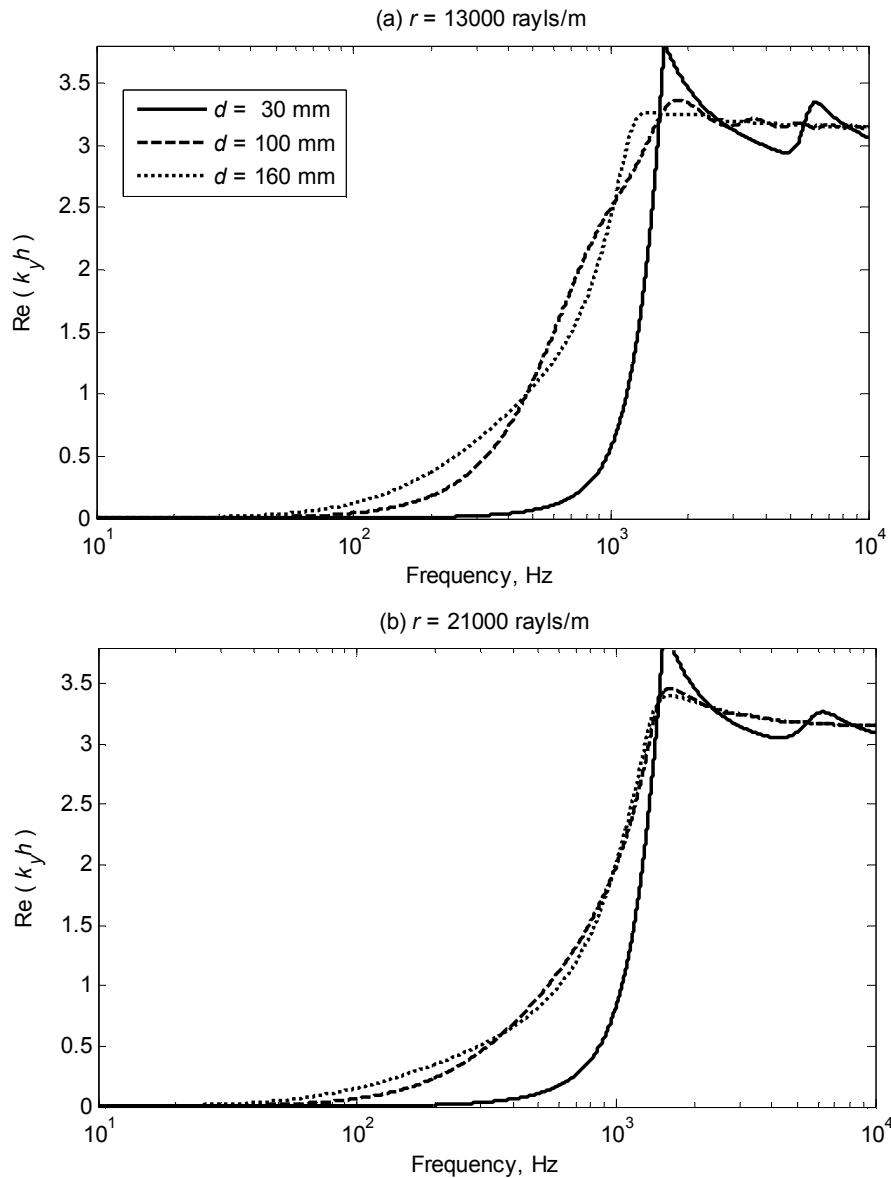 (a) r = 13000 rayls/m
3.5
3
2.5
2
1.5
1
0.5
0
Re ( k_y h )
d = 30 mm
d = 100 mm
d = 160 mm
10^1 10^2 10^3 10^4
Frequency, Hz
(b) r = 21000 rayls/m
3.5
3
2.5
2
1.5
1
0.5
0
Re ( k_y h )
10^1 10^2 10^3 10^4
Frequency, Hz